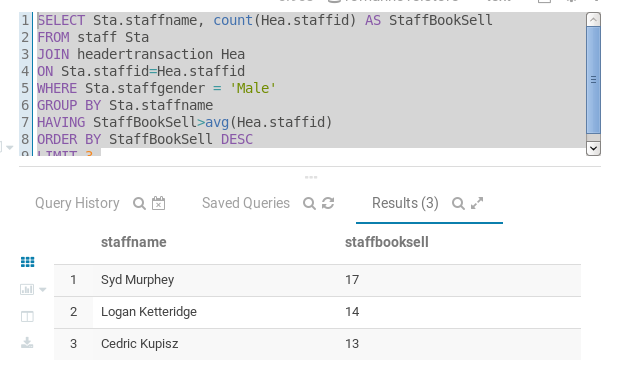 1 SELECT Sta.staffname, count(Hea.staffid) AS StaffBookSell
2 FROM staff Sta
3 JOIN headertransaction Hea
4 ON Sta.staffid=Hea.staffid
5 WHERE Sta.staffgender = 'Male'
6 GROUP BY Sta.staffname
7 HAVING StaffBookSell>avg(Hea.staffid)
8 ORDER BY StaffBookSell DESC
9 LIMIT 3
Query History Saved Queries Results (3)
staffname staffbooksell
1 Syd Murphey 17
2 Logan Ketteridge 14
3 Cedric Kupisz 13